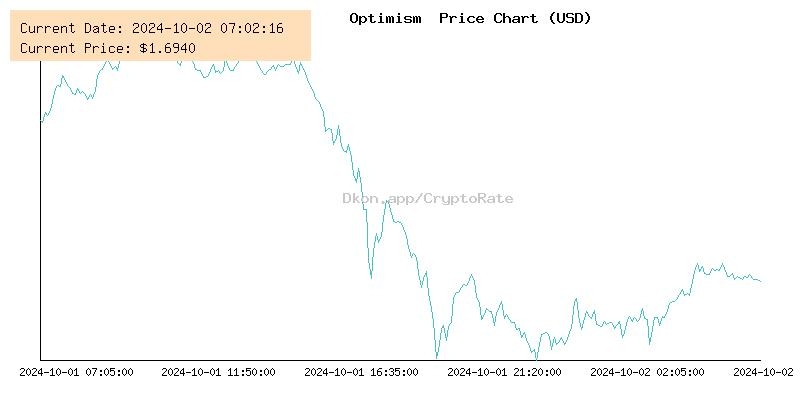 Optimism  Price Chart (USD)
Current Date: 2024-10-02 07:02:16
Current Price: $1.6940
Dkon.app/CryptoRate
2024-10-01 07:05:00 2024-10-01 11:50:00 2024-10-01 16:35:00 2024-10-01 21:20:00 2024-10-02 02:05:00 2024-10-02